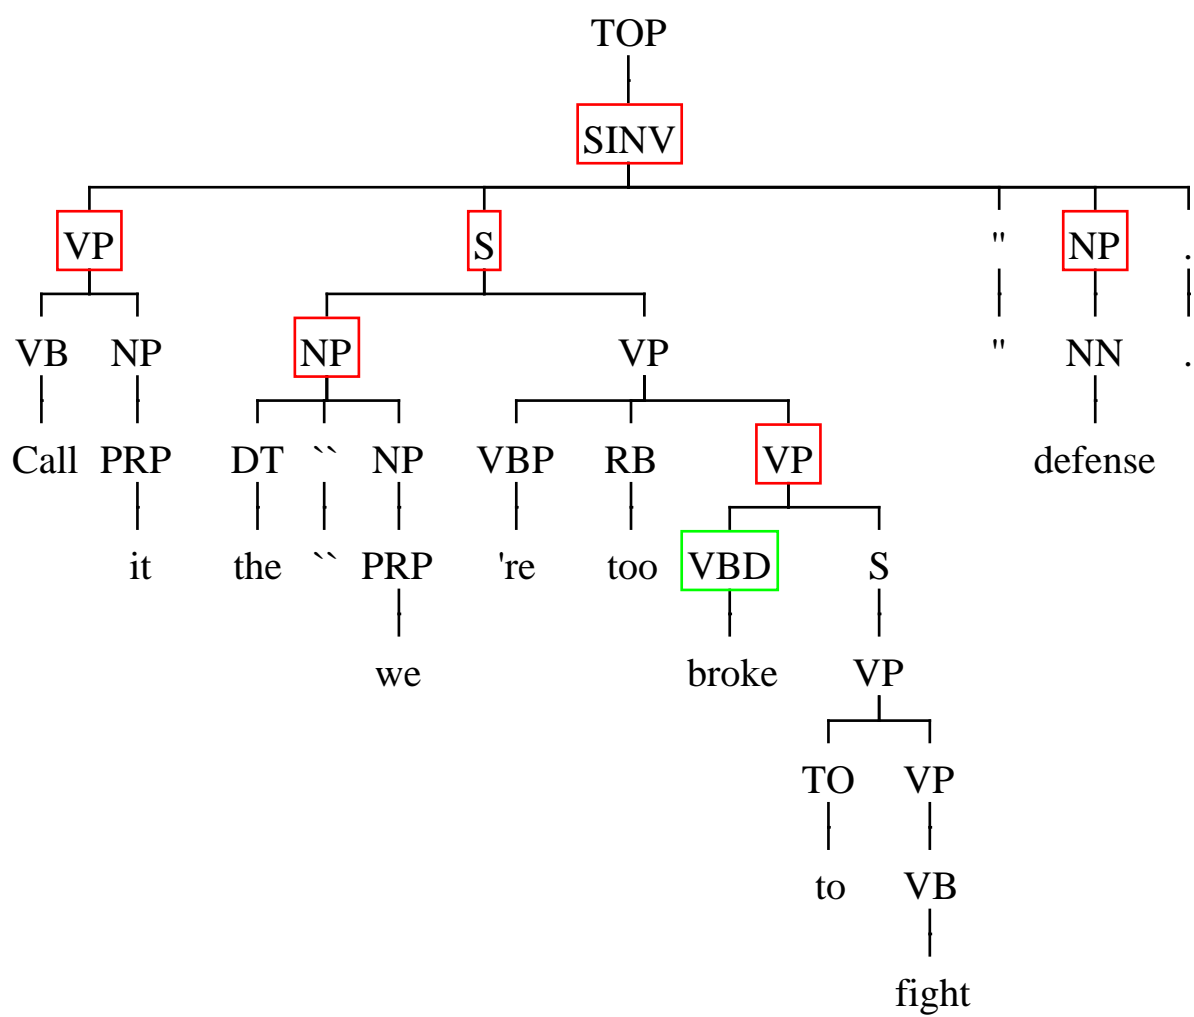 TOP
SINV
VP S '' NP .
VB NP NP VP '' NN .
Call PRP DT `` NP VBP RB VP defense
it the `` PRP 're too VBD S
we broke VP
TO VP
to VB
fight